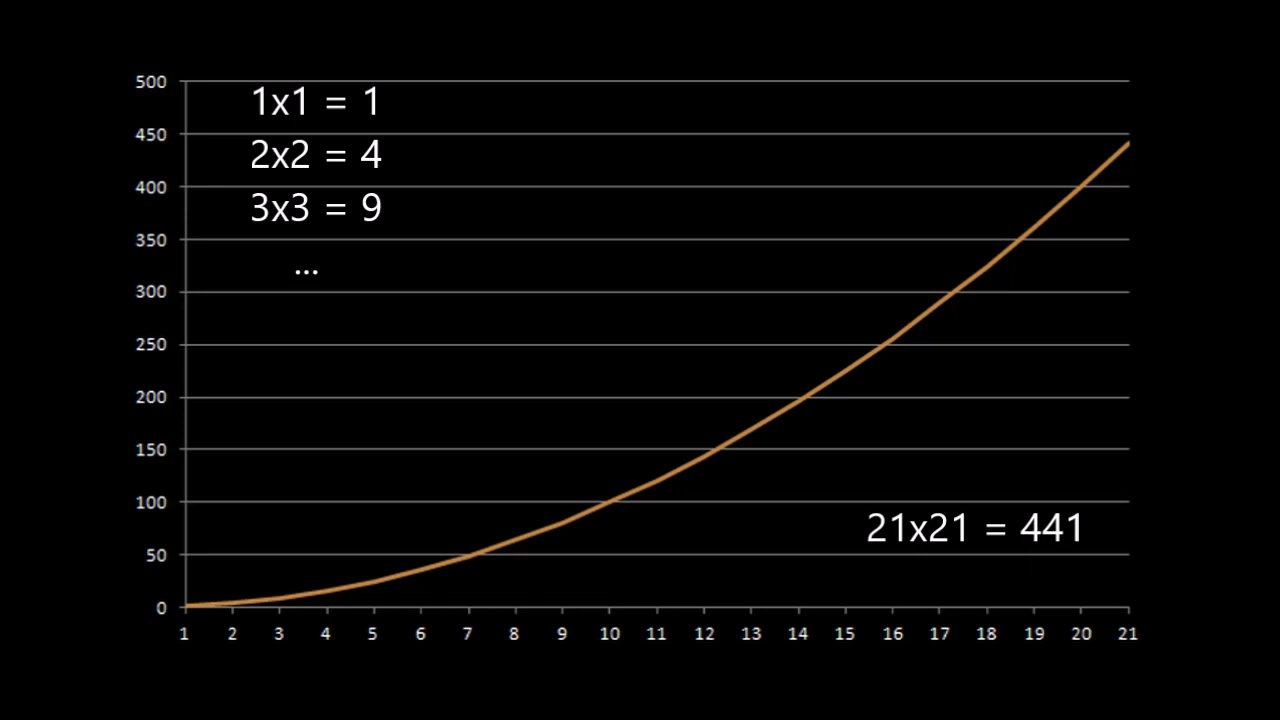 500
1x1 = 1
450
2x2 = 4
400
3x3 = 9
350
...
300
250
200
150
100
21x21 = 441
50
0
1 2 3 4 5 6 7 8 9 10 11 12 13 14 15 16 17 18 19 20 21